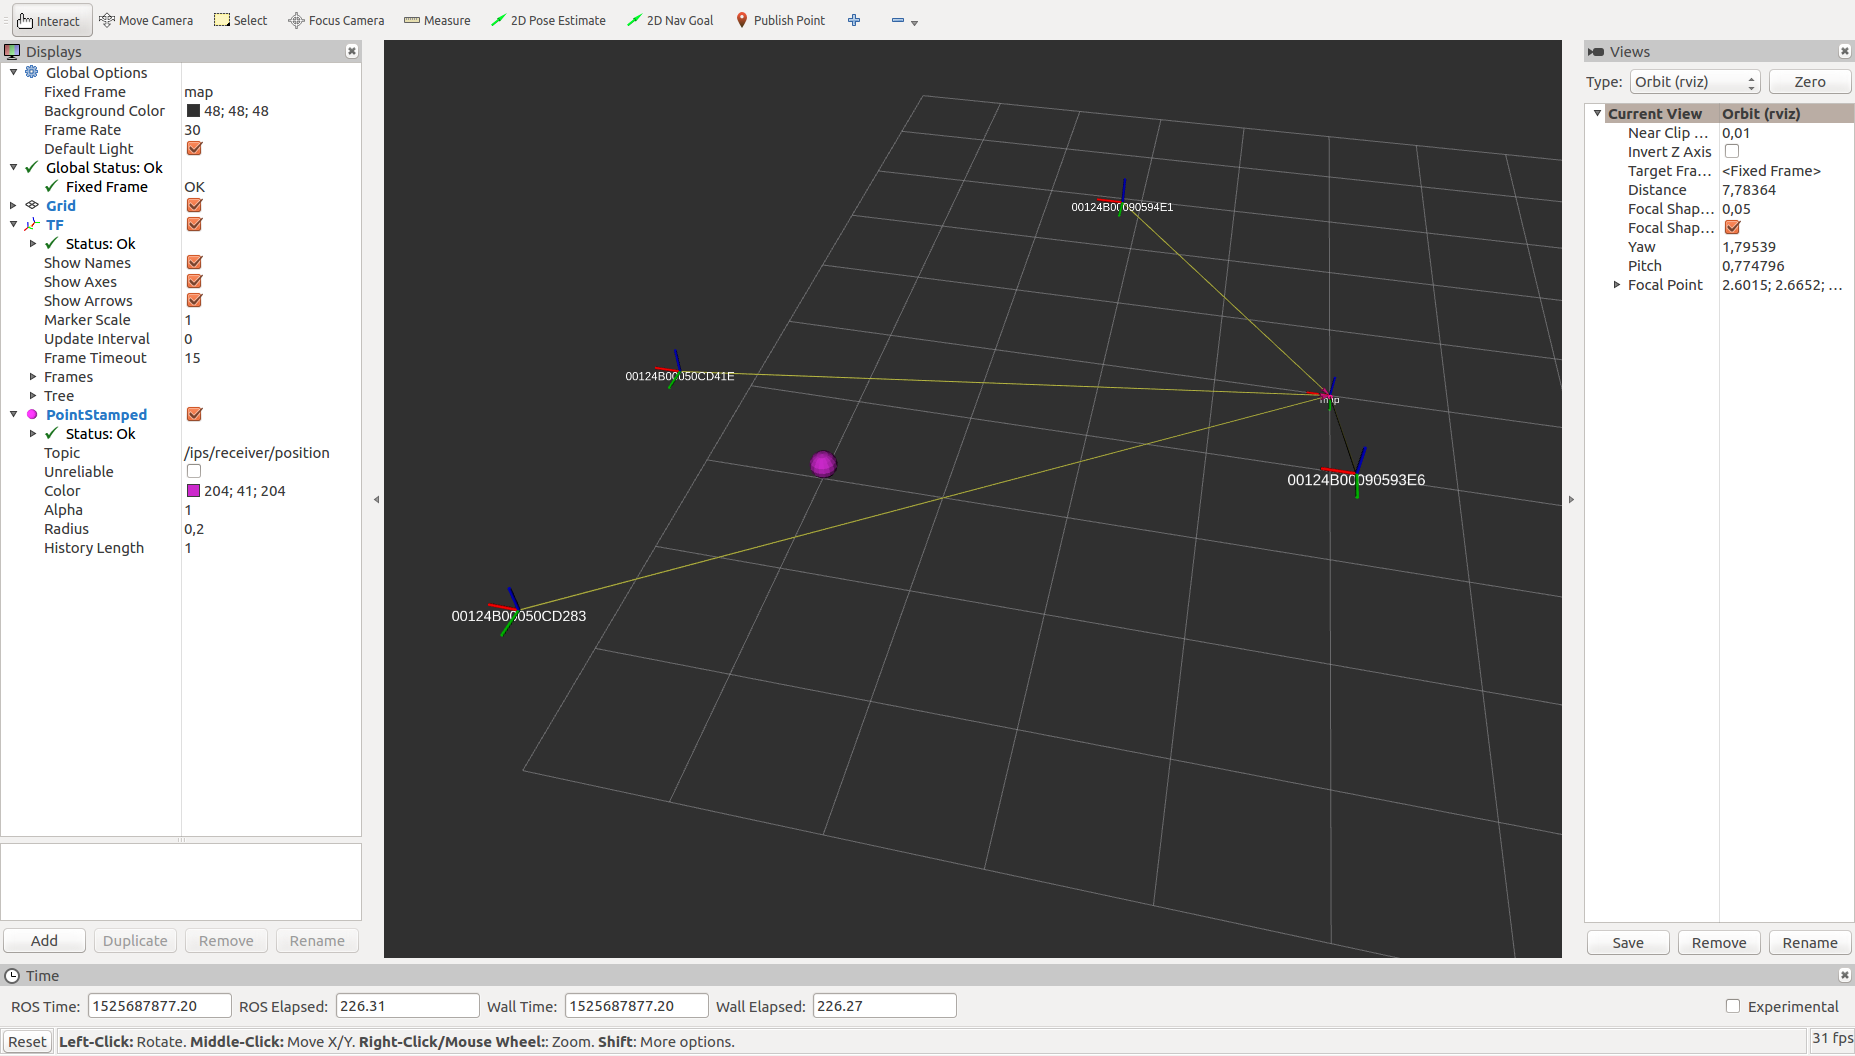 Interact Move Camera Select Focus Camera Measure 2D Pose Estimate 2D Nav Goal Publish Point
Displays
Global Options
Fixed Frame map
Background Color 48; 48; 48
Frame Rate 30
Default Light
Global Status: Ok
Fixed Frame OK
Grid
TF
Status: Ok
Show Names
Show Axes
Show Arrows
Marker Scale 1
Update Interval 0
Frame Timeout 15
Frames
Tree
PointStamped
Status: Ok
Topic /ips/receiver/position
Unreliable
Color 204; 41; 204
Alpha 1
Radius 0,2
History Length 1
Add Duplicate Remove Rename
00124B00090594E1
00124B00050CD41E
map
00124B00090593E6
00124B00050CD283
Views
Type: Orbit (rviz) Zero
Current View Orbit (rviz)
Near Clip ... 0,01
Invert Z Axis
Target Fra... <Fixed Frame>
Distance 7,78364
Focal Shap... 0,05
Focal Shap...
Yaw 1,79539
Pitch 0,774796
Focal Point 2.6015; 2.6652; ...
Save Remove Rename
Time
ROS Time: 1525687877.20 ROS Elapsed: 226.31 Wall Time: 1525687877.20 Wall Elapsed: 226.27 Experimental
Reset Left-Click: Rotate. Middle-Click: Move X/Y. Right-Click/Mouse Wheel:: Zoom. Shift: More options. 31 fps